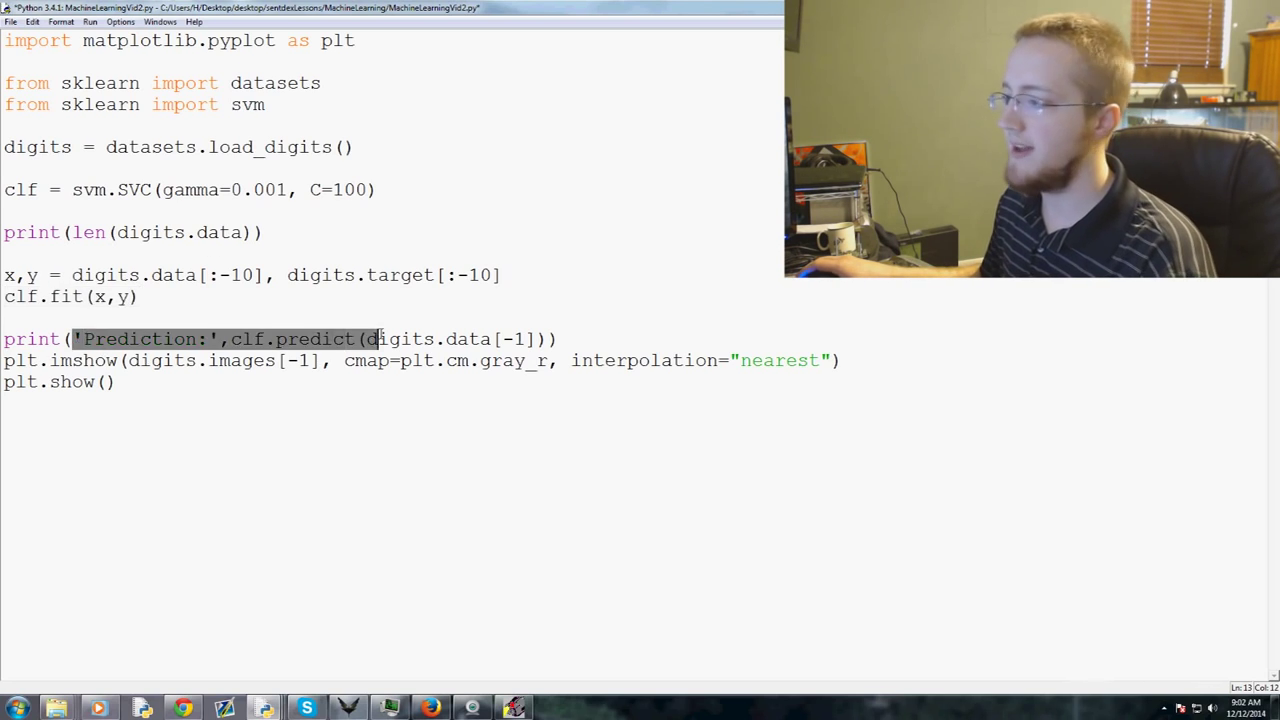 *Python 3.4.1: MachineLearningVid2.py - C:/Users/H/Desktop/desktop/sentdexLessons/MachineLearning/MachineLearningVid2.py*
File Edit Format Run Options Windows Help
import matplotlib.pyplot as plt
from sklearn import datasets
from sklearn import svm
digits = datasets.load_digits()
clf = svm.SVC(gamma=0.001, C=100)
print(len(digits.data))
x,y = digits.data[:-10], digits.target[:-10]
clf.fit(x,y)
print('Prediction:',clf.predict(digits.data[-1]))
plt.imshow(digits.images[-1], cmap=plt.cm.gray_r, interpolation="nearest")
plt.show()
Ln: 13 Col: 12
9:02 AM
12/12/2014